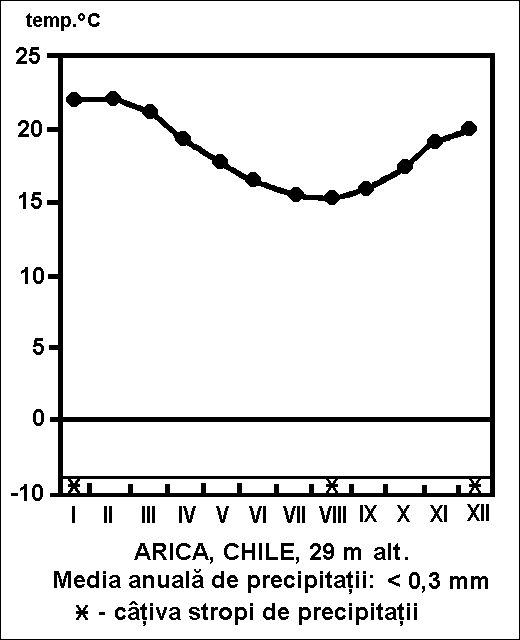 temp.°C
25
20
15
10
5
0
-10
I II III IV V VI VII VIII IX X XI XII
ARICA, CHILE, 29 m alt.
Media anuală de precipitații: < 0,3 mm
* - câțiva stropi de precipitații